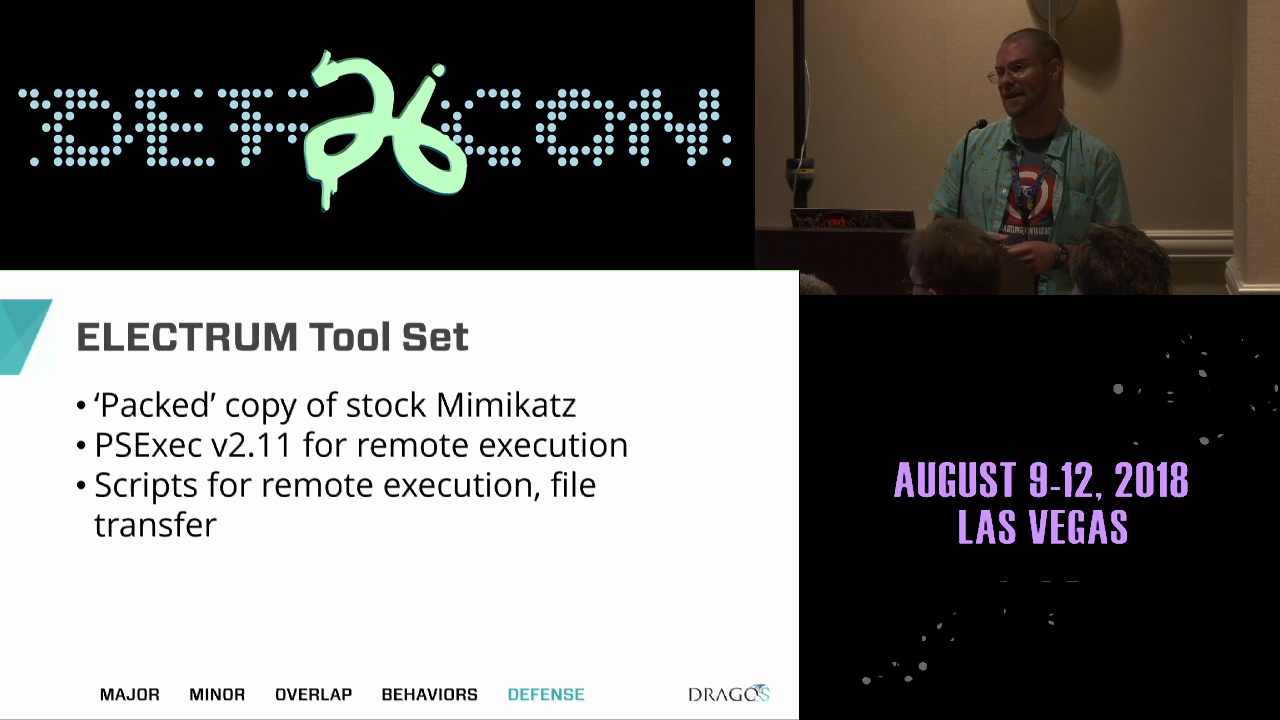 DEF 26 CON
ELECTRUM Tool Set
• ‘Packed’ copy of stock Mimikatz
• PSExec v2.11 for remote execution
• Scripts for remote execution, file
transfer
MAJOR MINOR OVERLAP BEHAVIORS DEFENSE
DRAGOS
AUGUST 9-12, 2018
LAS VEGAS